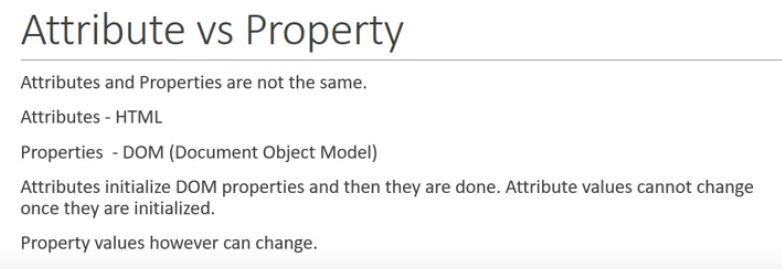 Attribute vs Property
Attributes and Properties are not the same.
Attributes - HTML
Properties  - DOM (Document Object Model)
Attributes initialize DOM properties and then they are done. Attribute values cannot change
once they are initialized.
Property values however can change.